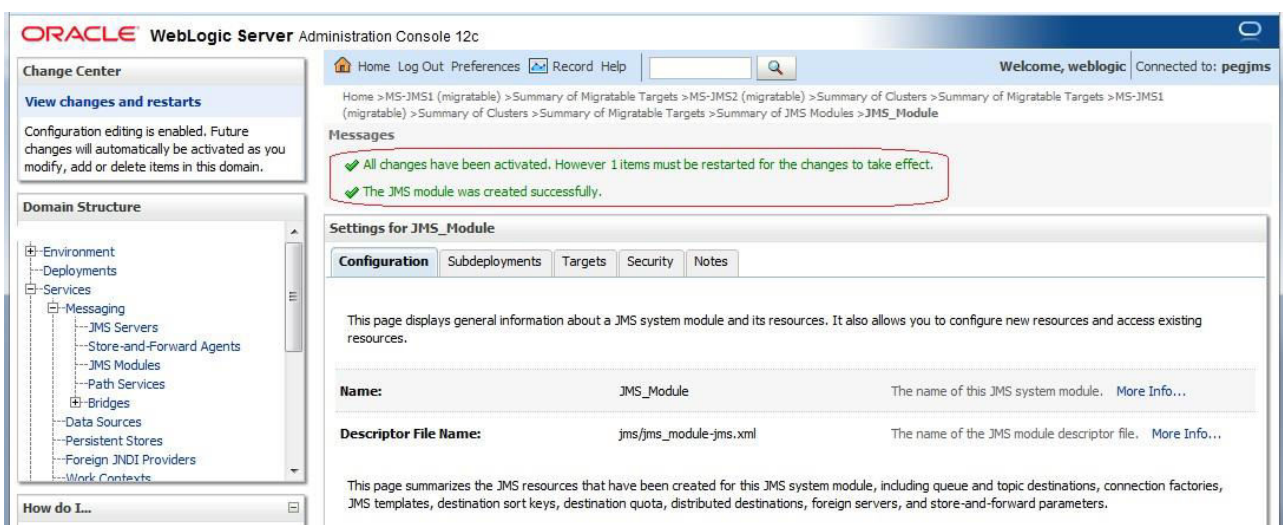 ORACLE WebLogic Server Administration Console 12c
Change Center
View changes and restarts
Configuration editing is enabled. Future
changes will automatically be activated as you
modify, add or delete items in this domain.
Domain Structure
Environment
Deployments
Services
Messaging
JMS Servers
Store-and-Forward Agents
JMS Modules
Path Services
Bridges
Data Sources
Persistent Stores
Foreign JNDI Providers
Work Contexts
How do I...
Home Log Out Preferences Record Help
Welcome, weblogic Connected to: pegjms
Home >MS-JMS1 (migratable) >Summary of Migratable Targets >MS-JMS2 (migratable) >Summary of Clusters >Summary of Migratable Targets >MS-JMS1
(migratable) >Summary of Clusters >Summary of Migratable Targets >Summary of JMS Modules >JMS_Module
Messages
All changes have been activated. However 1 items must be restarted for the changes to take effect.
The JMS module was created successfully.
Settings for JMS_Module
Configuration Subdeployments Targets Security Notes
This page displays general information about a JMS system module and its resources. It also allows you to configure new resources and access existing
resources.
Name: JMS_Module The name of this JMS system module. More Info...
Descriptor File Name: jms/jms_module-jms.xml The name of the JMS module descriptor file. More Info...
This page summarizes the JMS resources that have been created for this JMS system module, including queue and topic destinations, connection factories,
JMS templates, destination sort keys, destination quota, distributed destinations, foreign servers, and store-and-forward parameters.